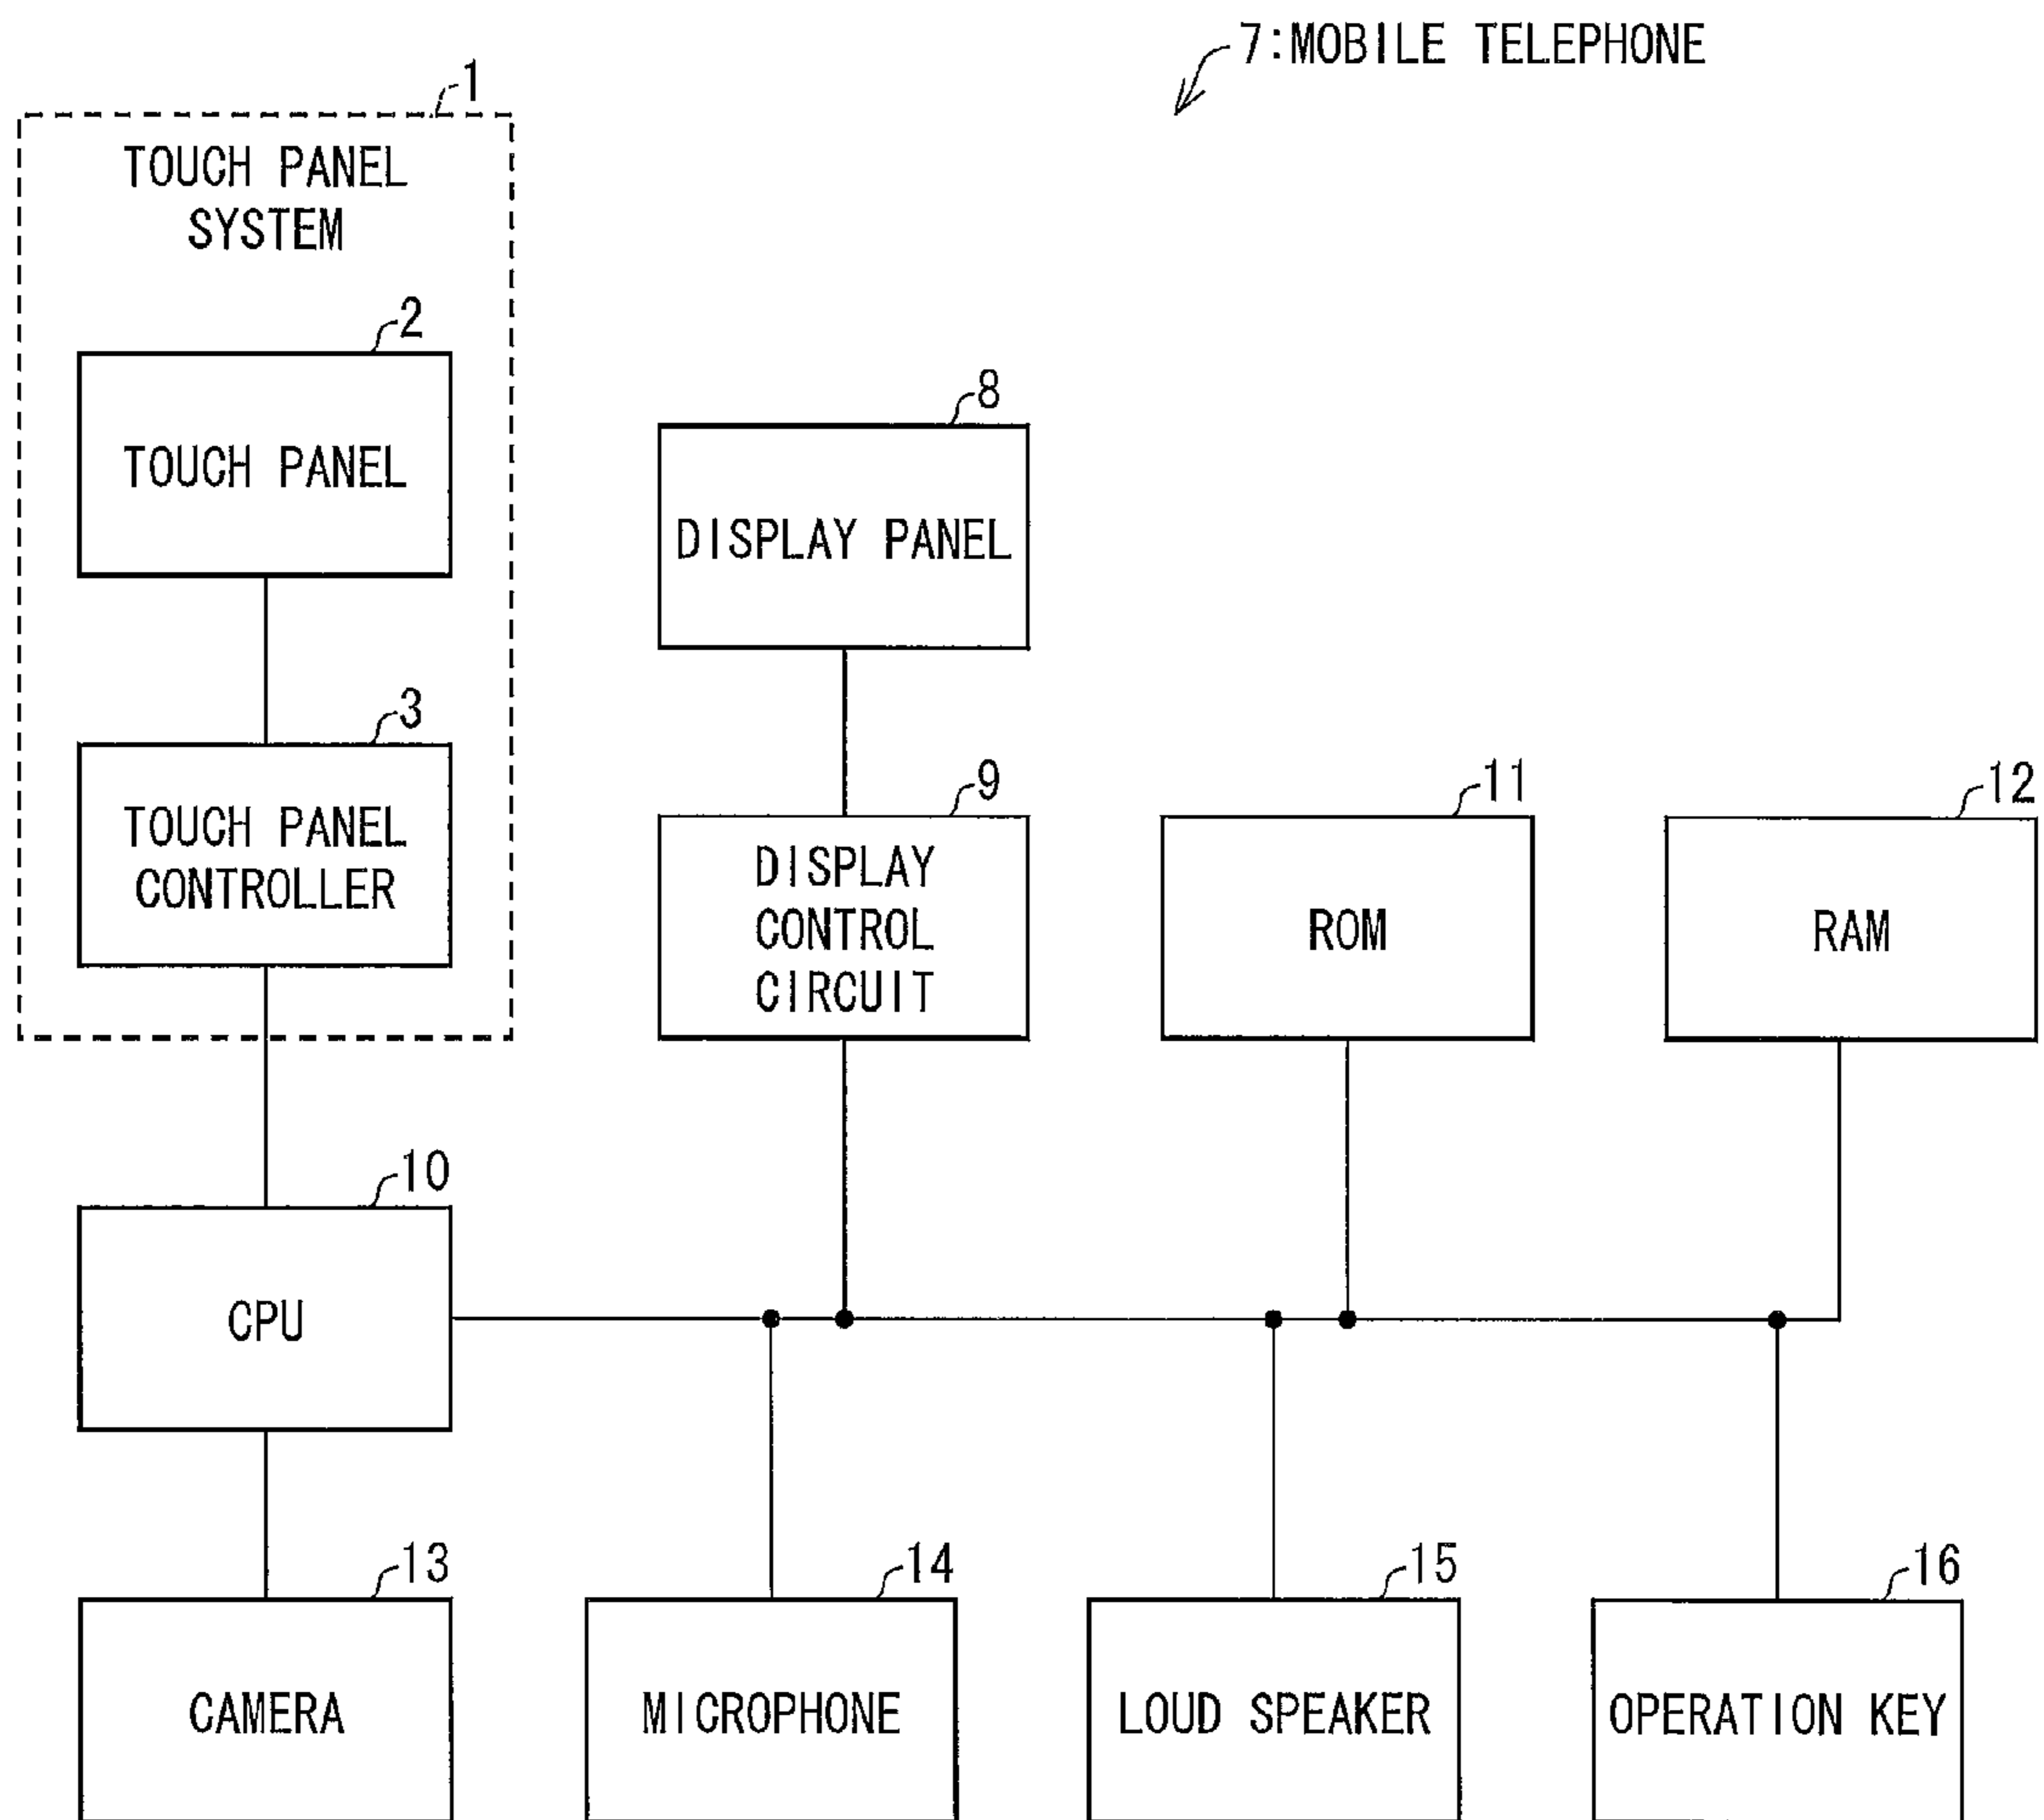 7:MOBILE TELEPHONE
1
TOUCH PANEL
SYSTEM
2
TOUCH PANEL
8
DISPLAY PANEL
3
TOUCH PANEL
CONTROLLER
9
DISPLAY
CONTROL
CIRCUIT
11
ROM
12
RAM
10
CPU
13
CAMERA
14
MICROPHONE
15
LOUD SPEAKER
16
OPERATION KEY